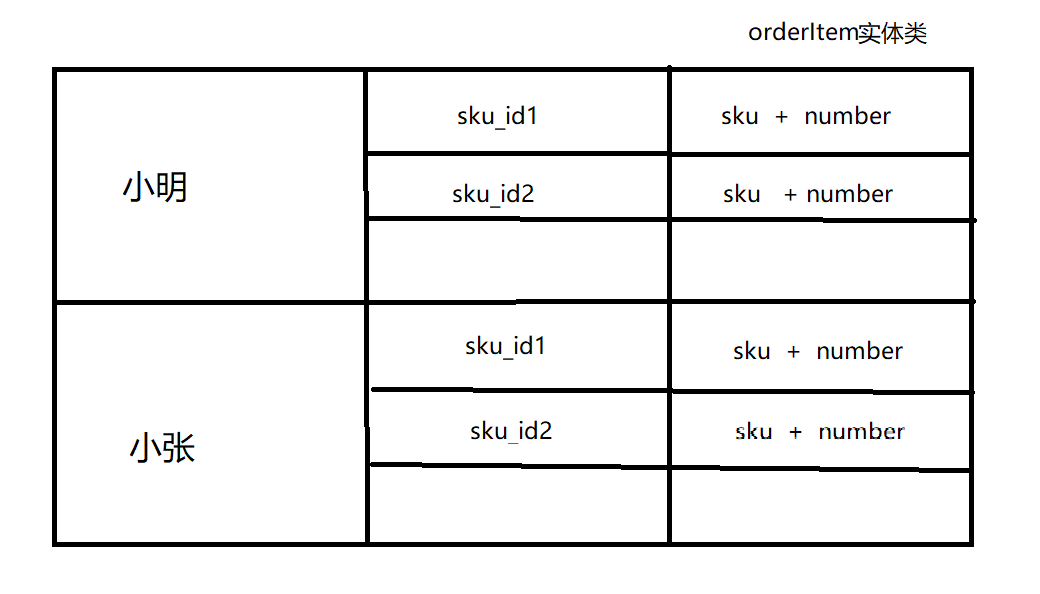 orderItem实体类
小明
sku_id1
sku + number
sku_id2
sku + number
小张
sku_id1
sku + number
sku_id2
sku + number